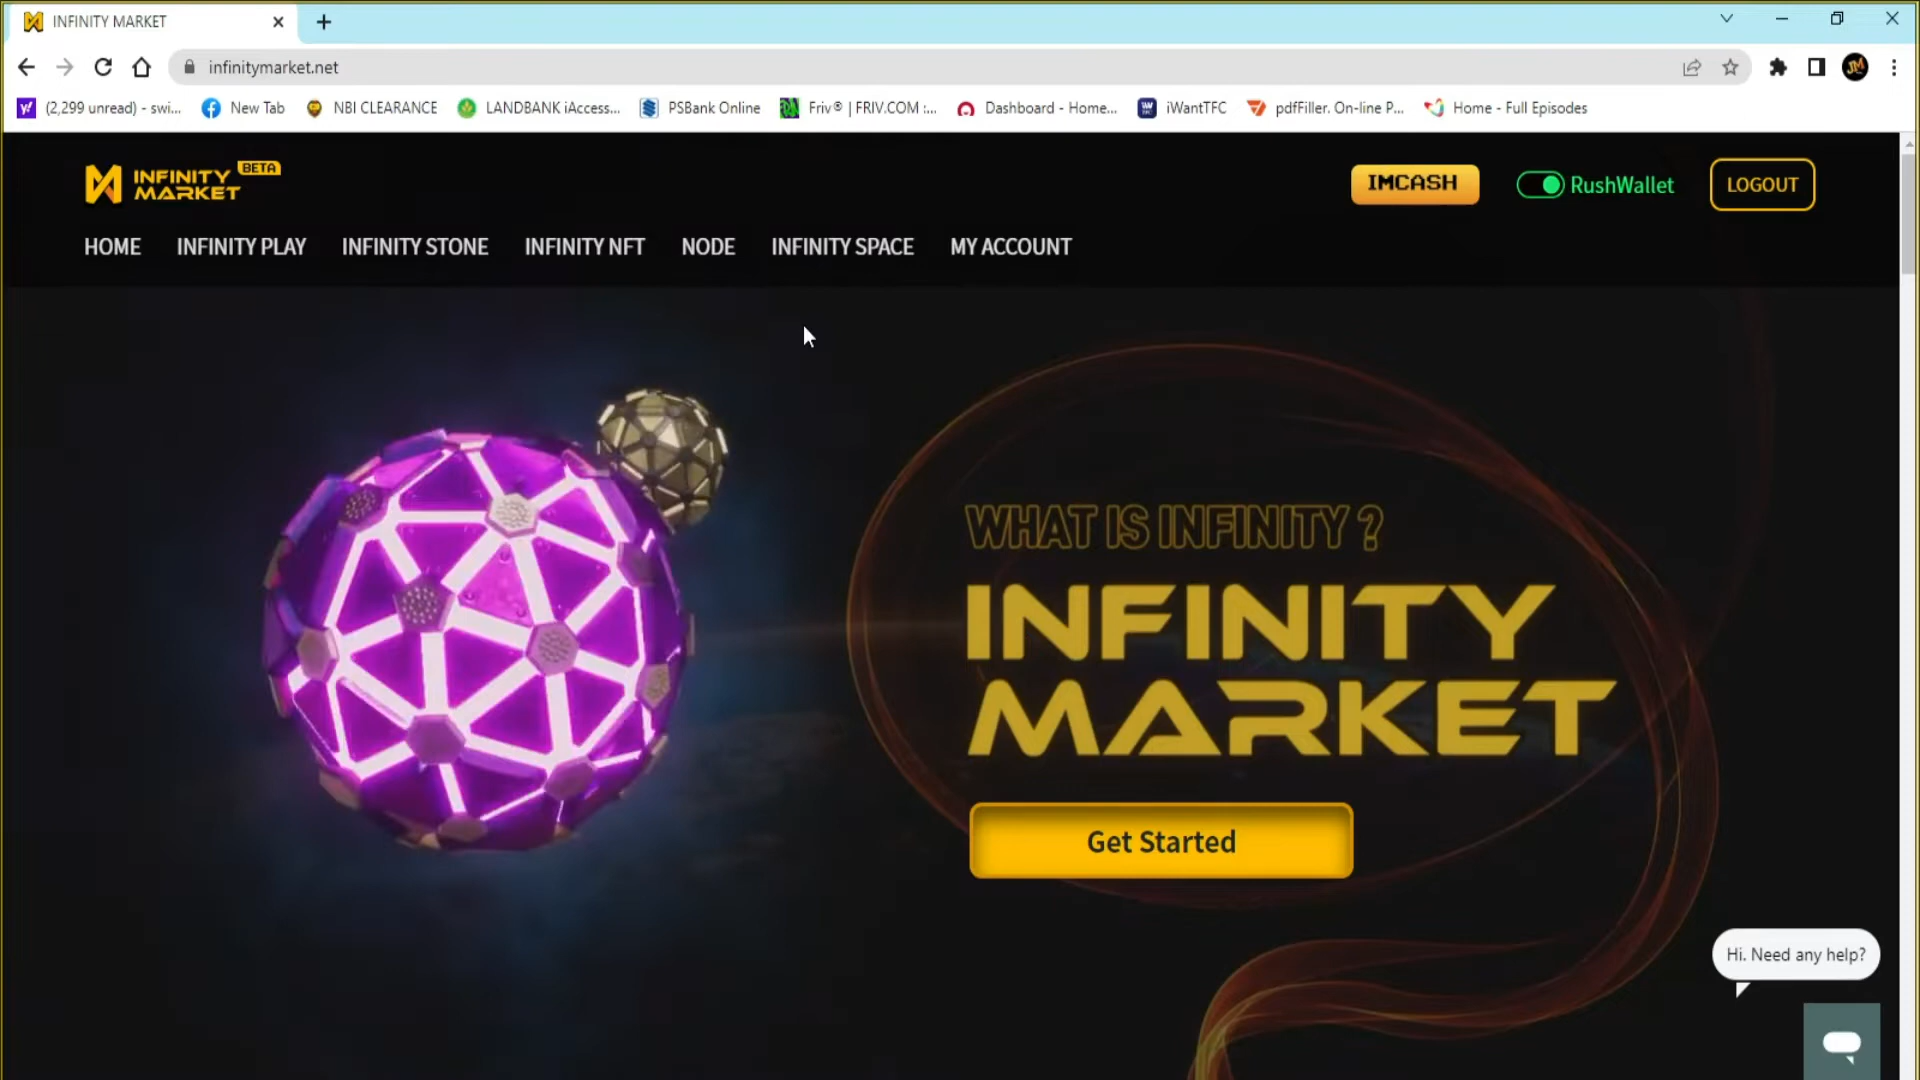 INFINITY MARKET
infinitymarket.net
(2,299 unread) - swi... New Tab NBI CLEARANCE LANDBANK iAccess... PSBank Online Friv® | FRIV.COM :... Dashboard - Home... iWantTFC pdfFiller. On-line P... Home - Full Episodes
INFINITY BETA
MARKET
IMCASH RushWallet LOGOUT
HOME INFINITY PLAY INFINITY STONE INFINITY NFT NODE INFINITY SPACE MY ACCOUNT
WHAT IS INFINITY ?
INFINITY
MARKET
Get Started
Hi. Need any help?